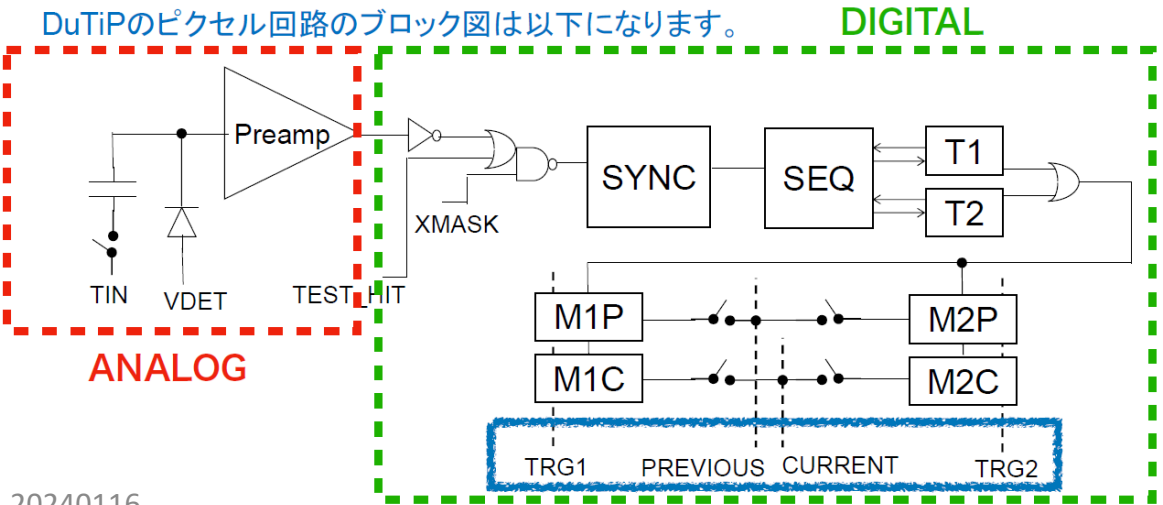 DuTiPのピクセル回路のブロック図は以下になります。
DIGITAL
Preamp
SYNC
SEQ
T1
T2
XMASK
TIN
VDET
TEST_HIT
M1P
M2P
M1C
M2C
ANALOG
TRG1
PREVIOUS
CURRENT
TRG2
20240116